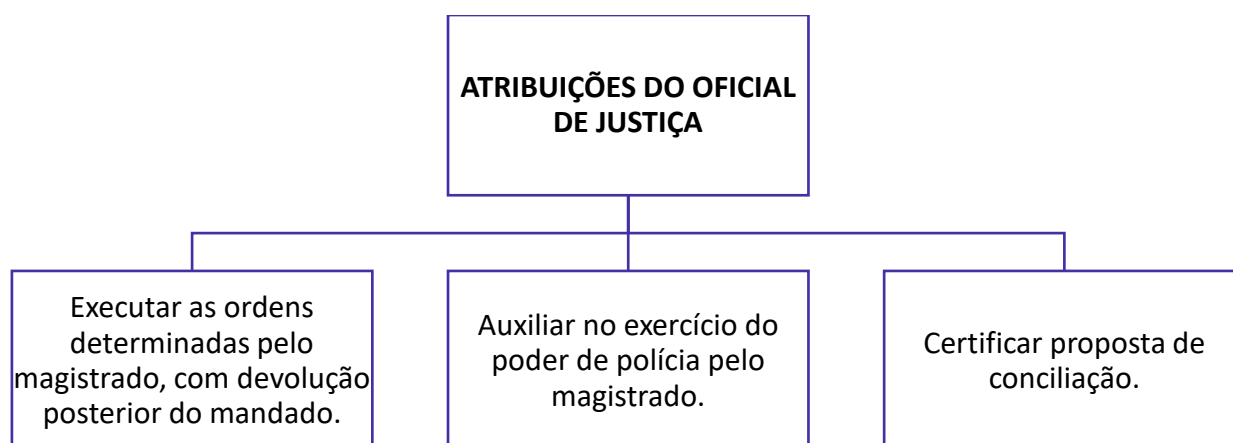 ATRIBUIÇÕES DO OFICIAL
DE JUSTIÇA
Executar as ordens
determinadas pelo
magistrado, com devolução
posterior do mandado.
Auxiliar no exercício do
poder de polícia pelo
magistrado.
Certificar proposta de
conciliação.